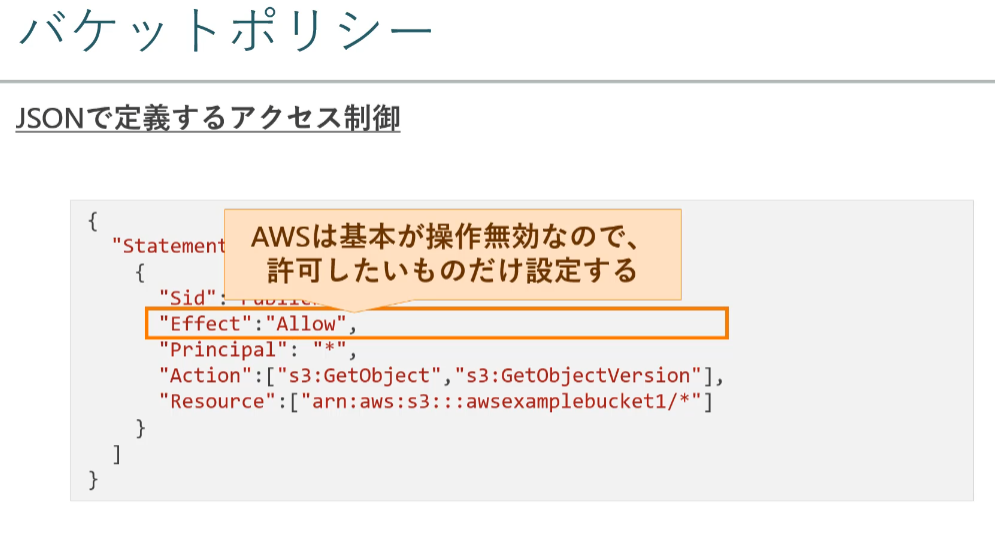 バケットポリシー
JSONで定義するアクセス制御
{
"Statement
AWSは基本が操作無効なので、
許可したいものだけ設定する
{
"Sid":
"Effect":"Allow",
"Principal": "*",
"Action":["s3:GetObject","s3:GetObjectVersion"],
"Resource":["arn:aws:s3:::awsexamplebucket1/*"]
}
]
}